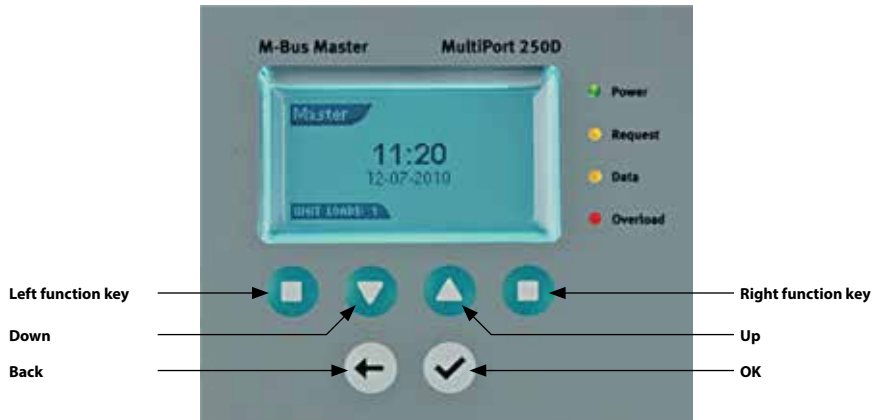 M-Bus Master MultiPort 250D
Power
Master
Request
11:20
12-07-2010
Data
UNIT LOADS: 1
Overload
Left function key Right function key
Down Up
Back OK